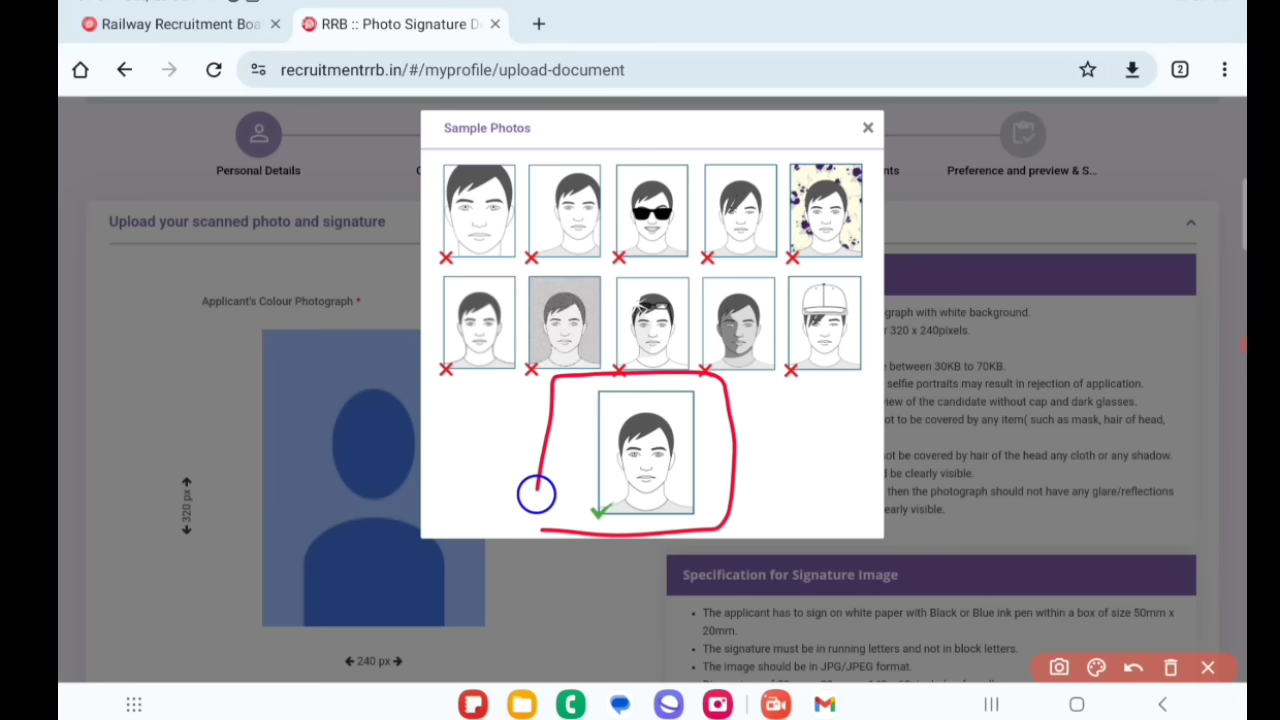 Railway Recruitment Boa
RRB :: Photo Signature D
recruitmentrrb.in/#/myprofile/upload-document
2
Sample Photos
Personal Details
nts
Preference and preview & S...
Upload your scanned photo and signature
Applicant's Colour Photograph *
320 px
240 px
graph with white background.
r 320 x 240pixels.
e between 30KB to 70KB.
selfie portraits may result in rejection of application.
view of the candidate without cap and dark glasses.
ot to be covered by any item( such as mask, hair of head,
ot be covered by hair of the head any cloth or any shadow.
d be clearly visible.
then the photograph should not have any glare/reflections
early visible.
Specification for Signature Image
• The applicant has to sign on white paper with Black or Blue ink pen within a box of size 50mm x
20mm.
• The signature must be in running letters and not in block letters.
• The image should be in JPG/JPEG format.